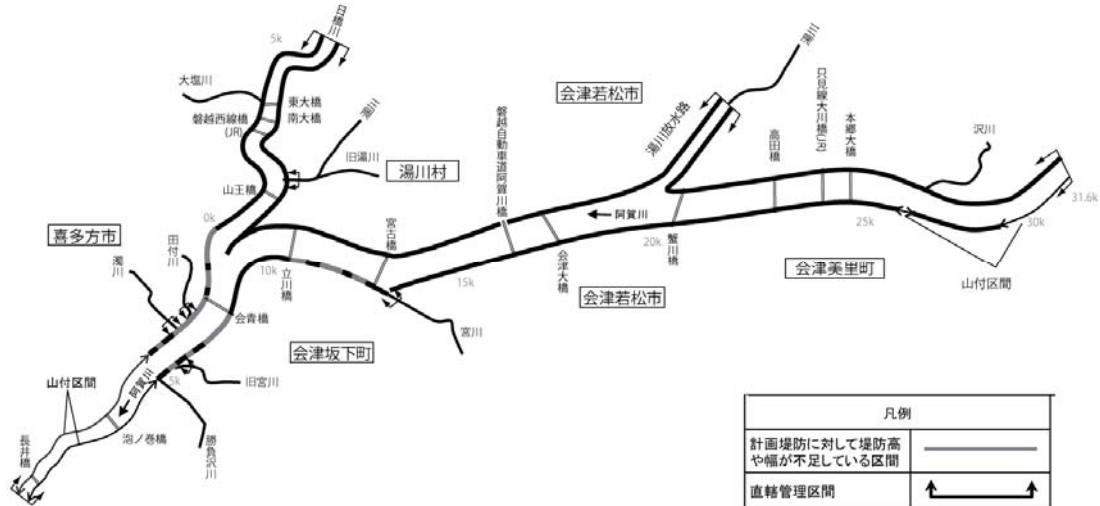 日橋川
5k
大塩川
東大橋
南大橋
磐越西線橋
(JR)
湯川
旧湯川
湯川村
山王橋
0k
喜多方市
田付川
濁川
10k
立川橋
宮古橋
会青橋
会津坂下町
宮川
旧宮川
5k
山付区間
阿賀川
泡ノ巻橋
勝負沢川
長井橋
磐越自動車道阿賀川橋
15k
会津大橋
会津若松市
阿賀川
20k
蟹川橋
会津若松市
湯川放水路
湯川
高田橋
只見線大川橋(JR)
本郷大橋
25k
沢川
30k
31.6k
会津美里町
山付区間
凡例
計画堤防に対して堤防高
や幅が不足している区間
直轄管理区間